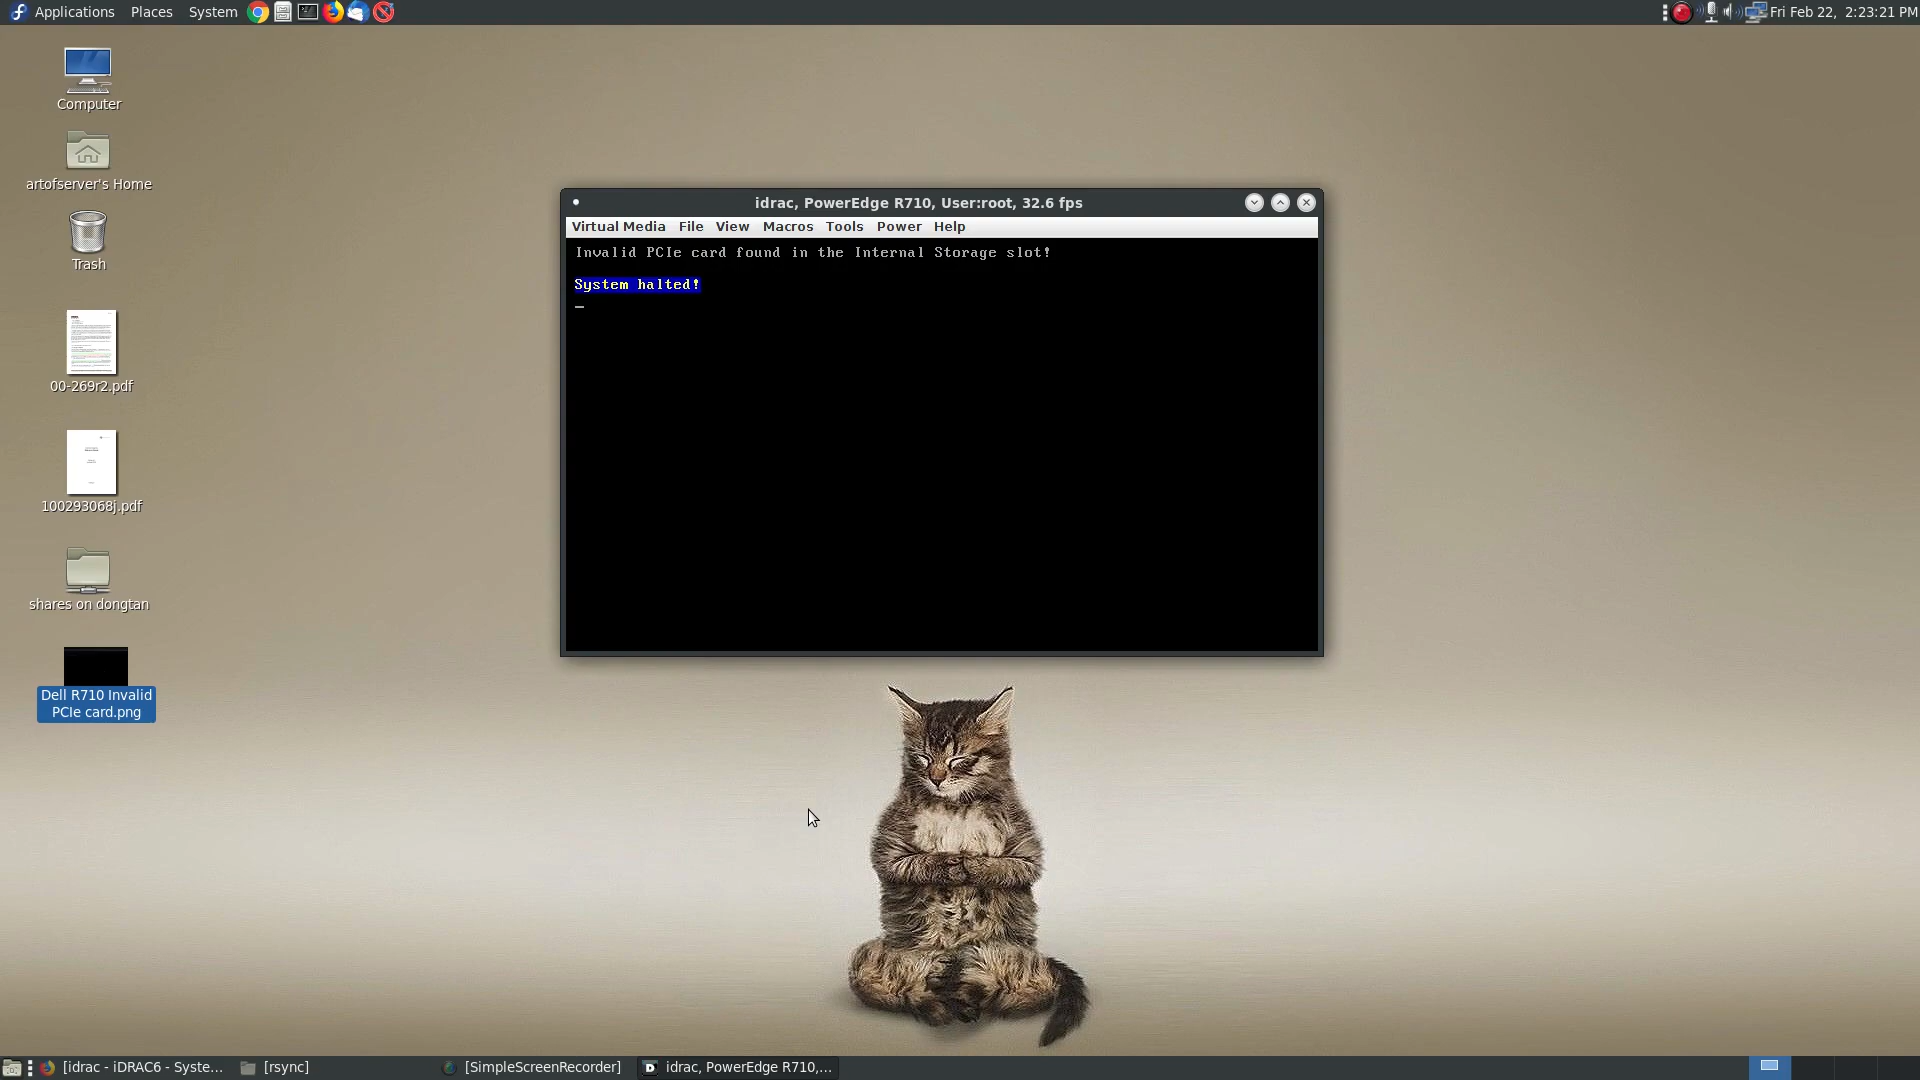 Applications Places System
Fri Feb 22, 2:23:21 PM
Computer
artofserver's Home
Trash
00-269r2.pdf
100293068j.pdf
shares on dongtan
Dell R710 Invalid
PCIe card.png
idrac, PowerEdge R710, User:root, 32.6 fps
Virtual Media File View Macros Tools Power Help
Invalid PCIe card found in the Internal Storage slot!
System halted!
[idrac - iDRAC6 - Syste... [rsync] [SimpleScreenRecorder] idrac, PowerEdge R710,...